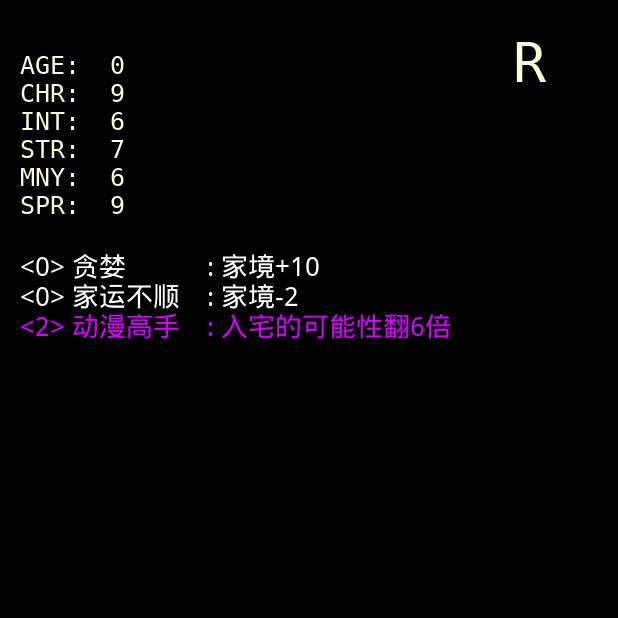 R
AGE: 0
CHR: 9
INT: 6
STR: 7
MNY: 6
SPR: 9
<0> 贪婪 : 家境+10
<0> 家运不顺 : 家境-2
<2> 动漫高手 : 入宅的可能性翻6倍